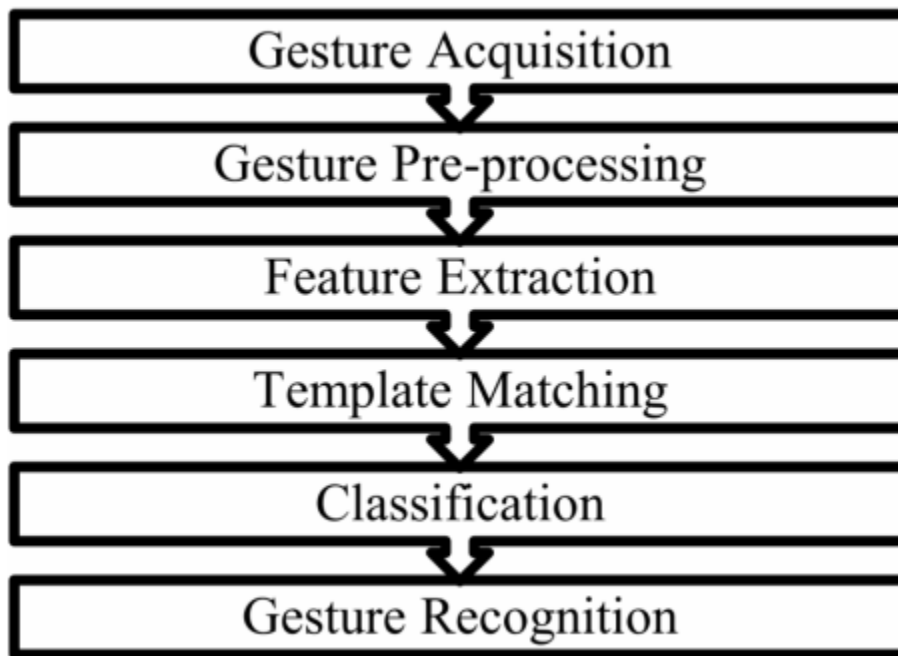 Gesture Acquisition
Gesture Pre-processing
Feature Extraction
Template Matching
Classification
Gesture Recognition